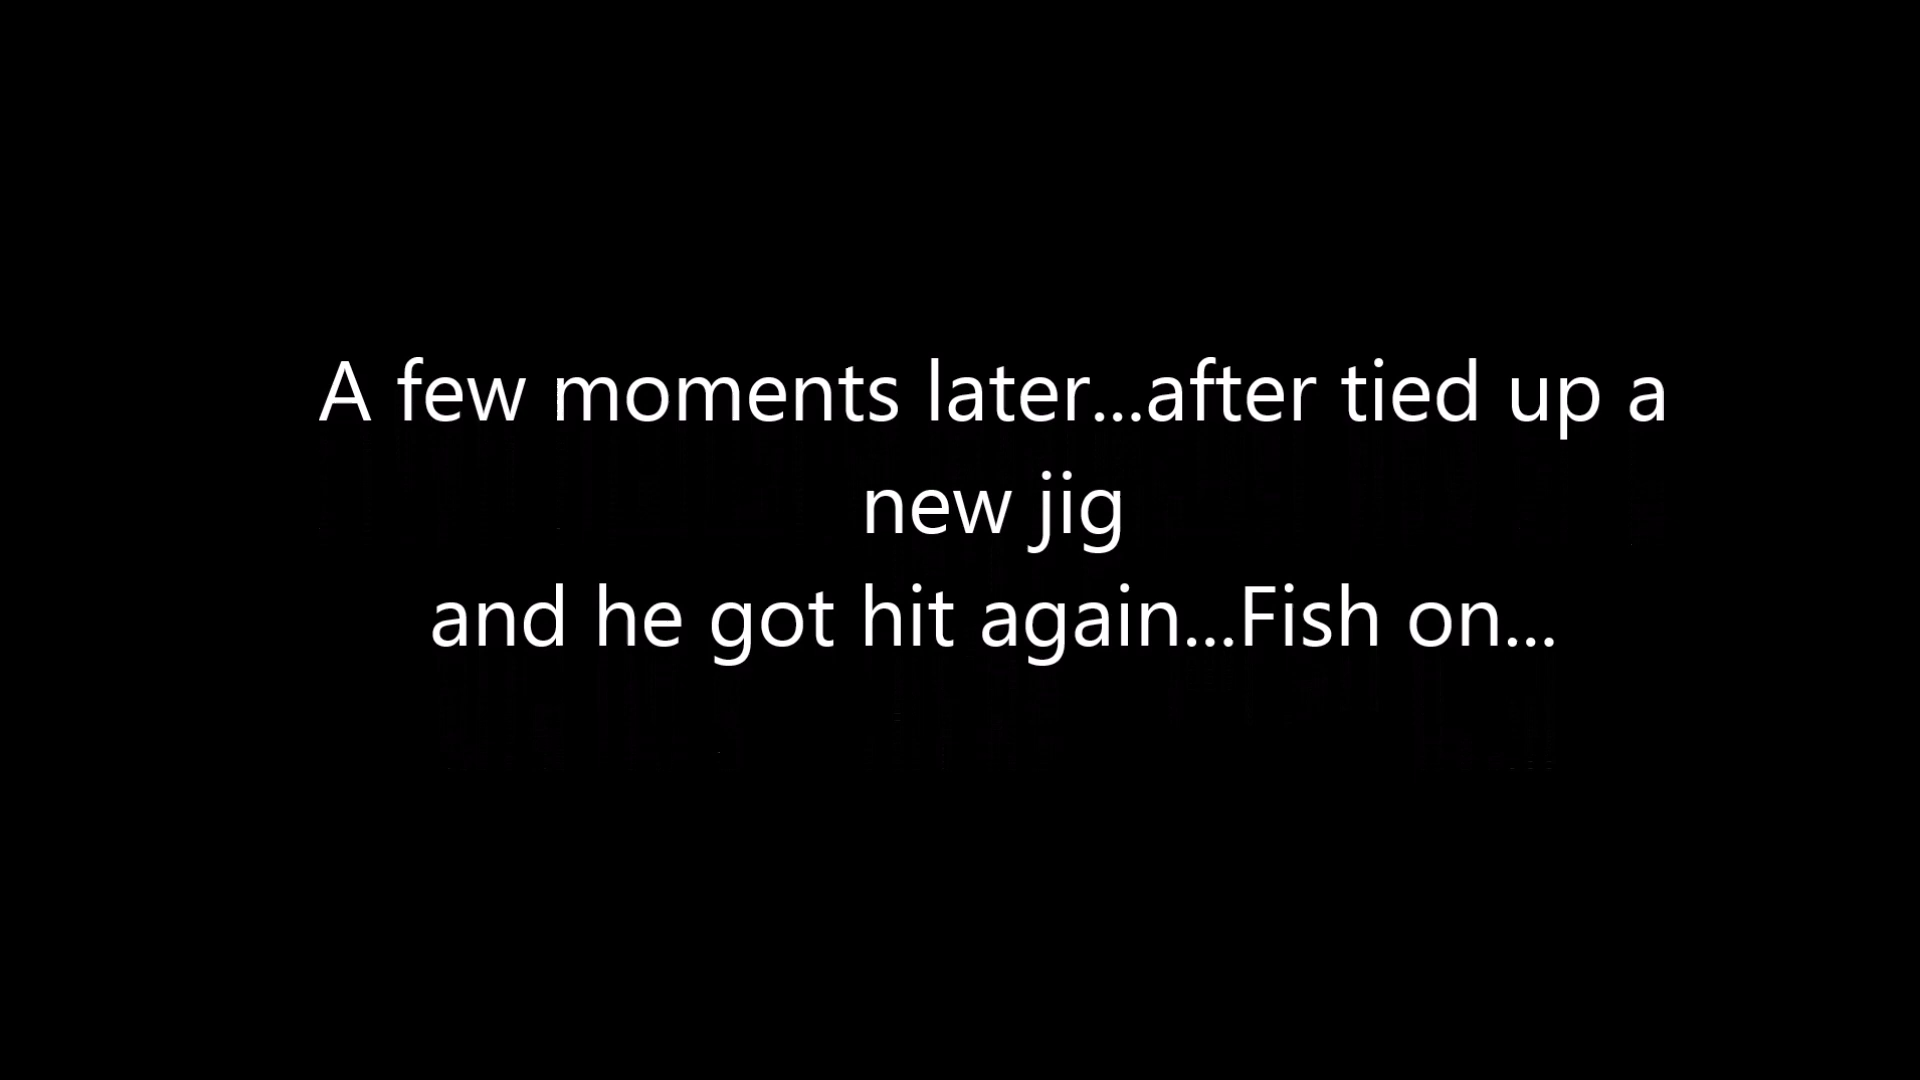 A few moments later...after tied up a
new jig
and he got hit again...Fish on...